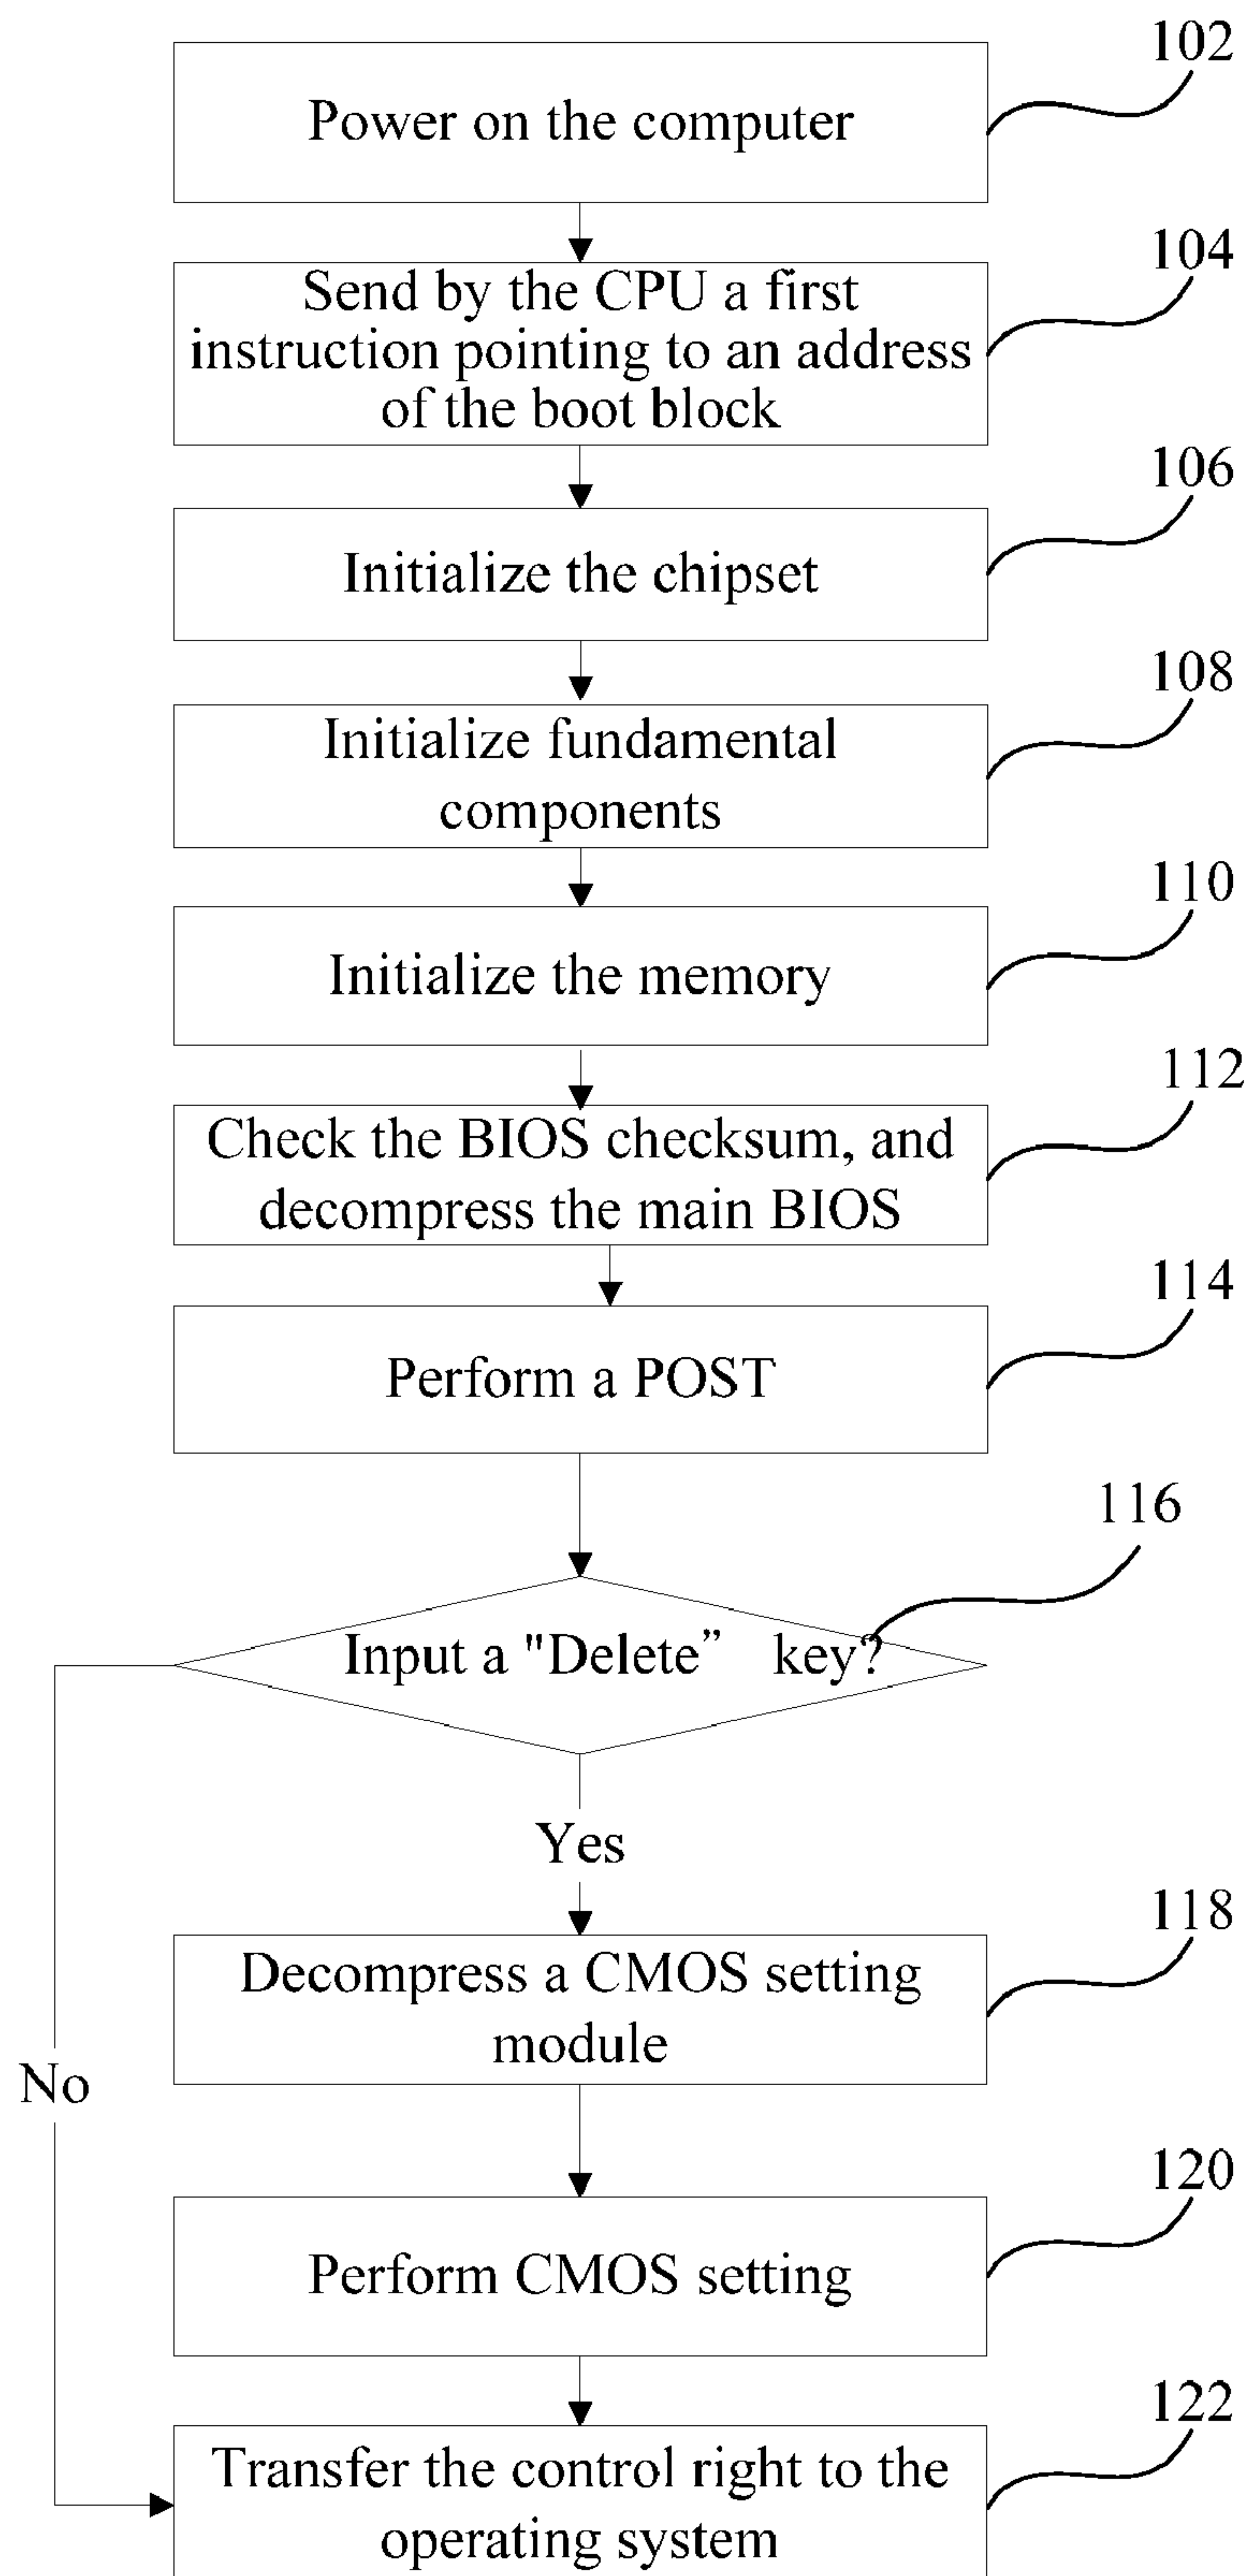 102
Power on the computer
104
Send by the CPU a first
instruction pointing to an address
of the boot block
106
Initialize the chipset
108
Initialize fundamental
components
110
Initialize the memory
112
Check the BIOS checksum, and
decompress the main BIOS
114
Perform a POST
116
Input a "Delete” key?
Yes
118
Decompress a CMOS setting
module
No
120
Perform CMOS setting
122
Transfer the control right to the
operating system